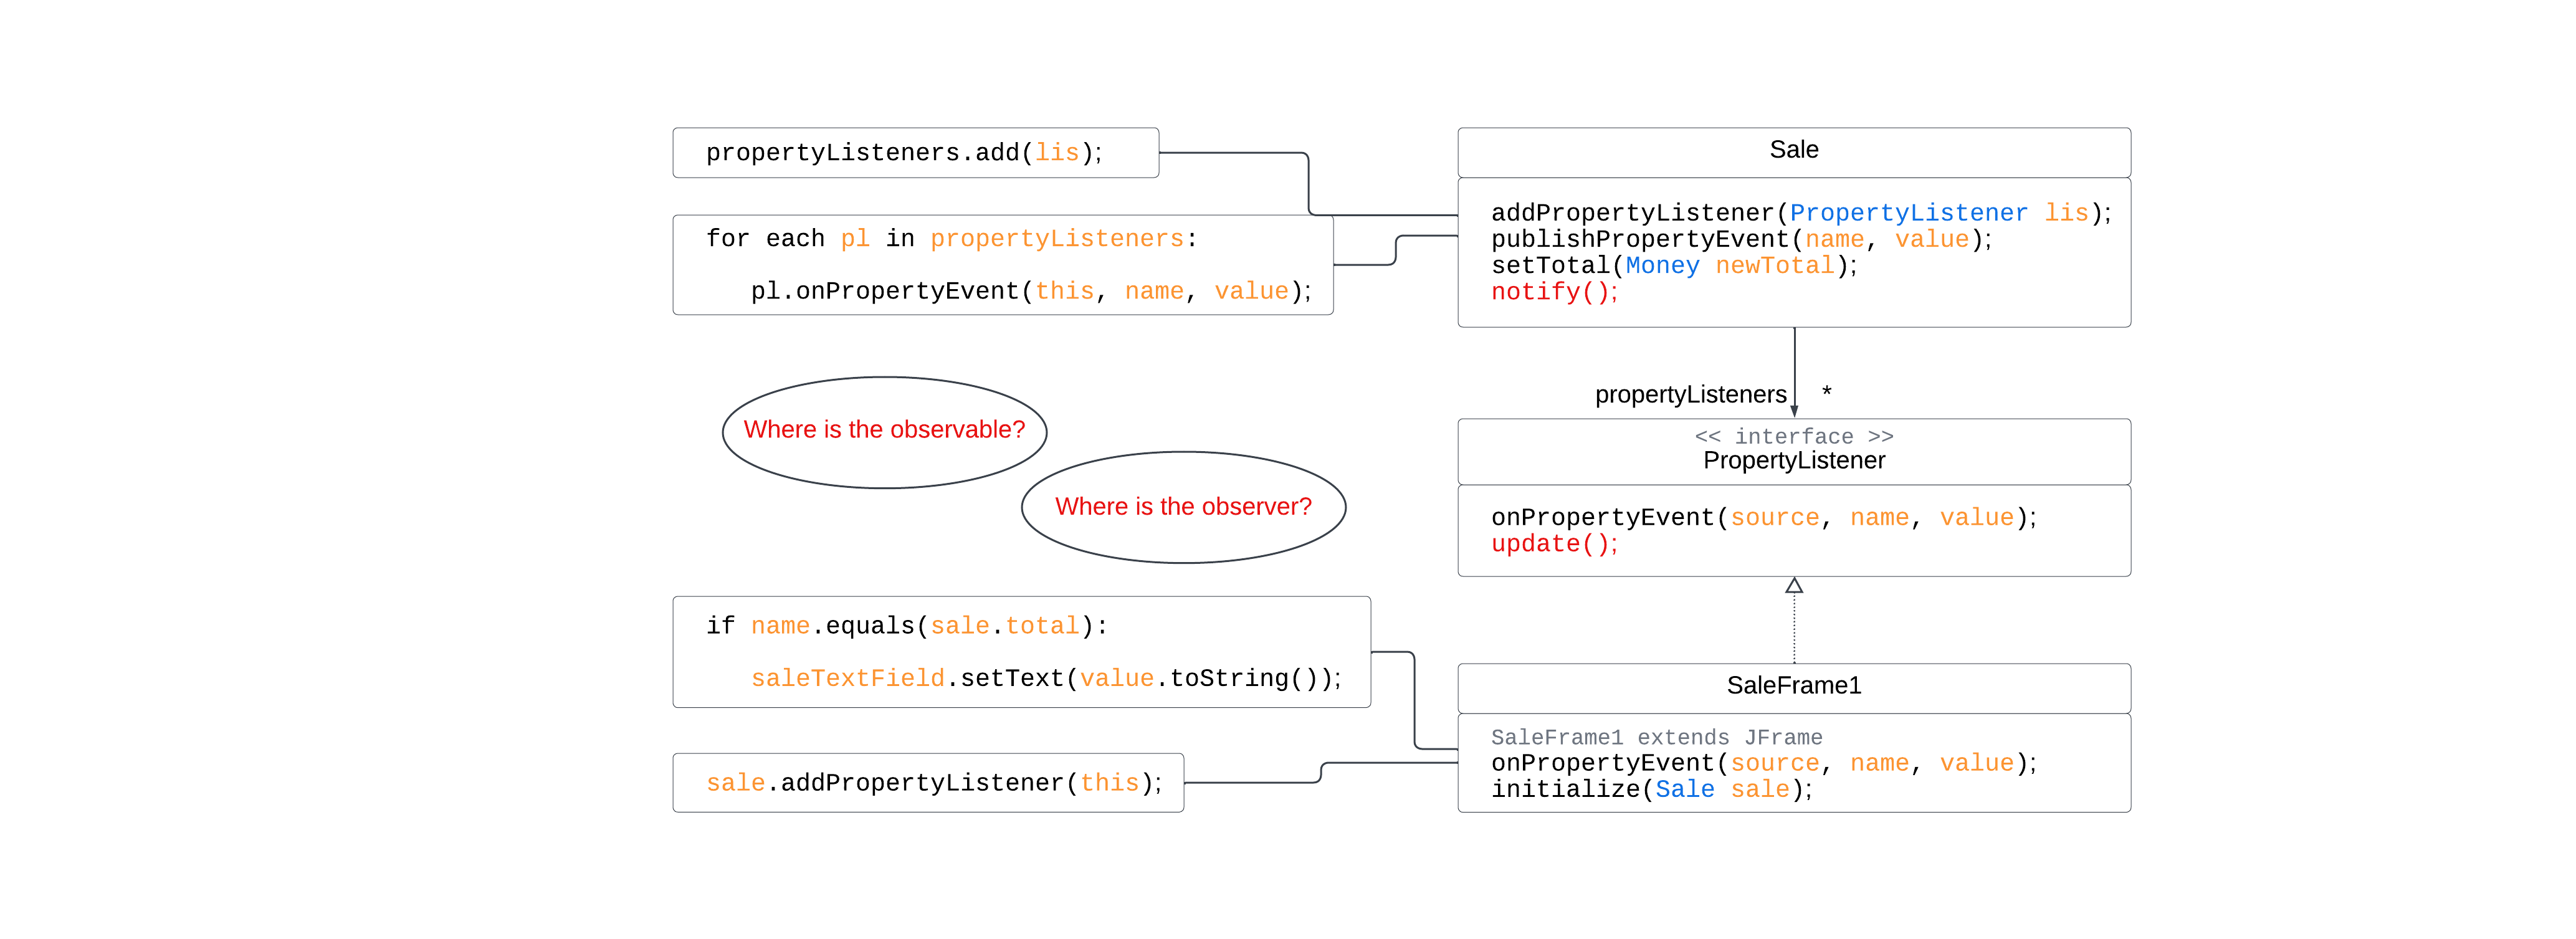 propertyListeners.add(lis);
for each pl in propertyListeners:
pl.onPropertyEvent(this, name, value);
Sale
addPropertyListener(PropertyListener lis);
publishPropertyEvent(name, value);
setTotal(Money newTotal);
notify();
propertyListeners *
Where is the observable?
Where is the observer?
<< interface >>
PropertyListener
onPropertyEvent(source, name, value);
update();
if name.equals(sale.total):
saleTextField.setText(value.toString());
sale.addPropertyListener(this);
SaleFrame1
SaleFrame1 extends JFrame
onPropertyEvent(source, name, value);
initialize(Sale sale);